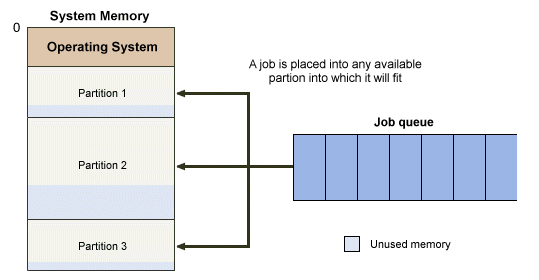 System Memory
0
Operating System
A job is placed into any available
partion into which it will fit
Partition 1
Job queue
Partition 2
Partition 3
Unused memory